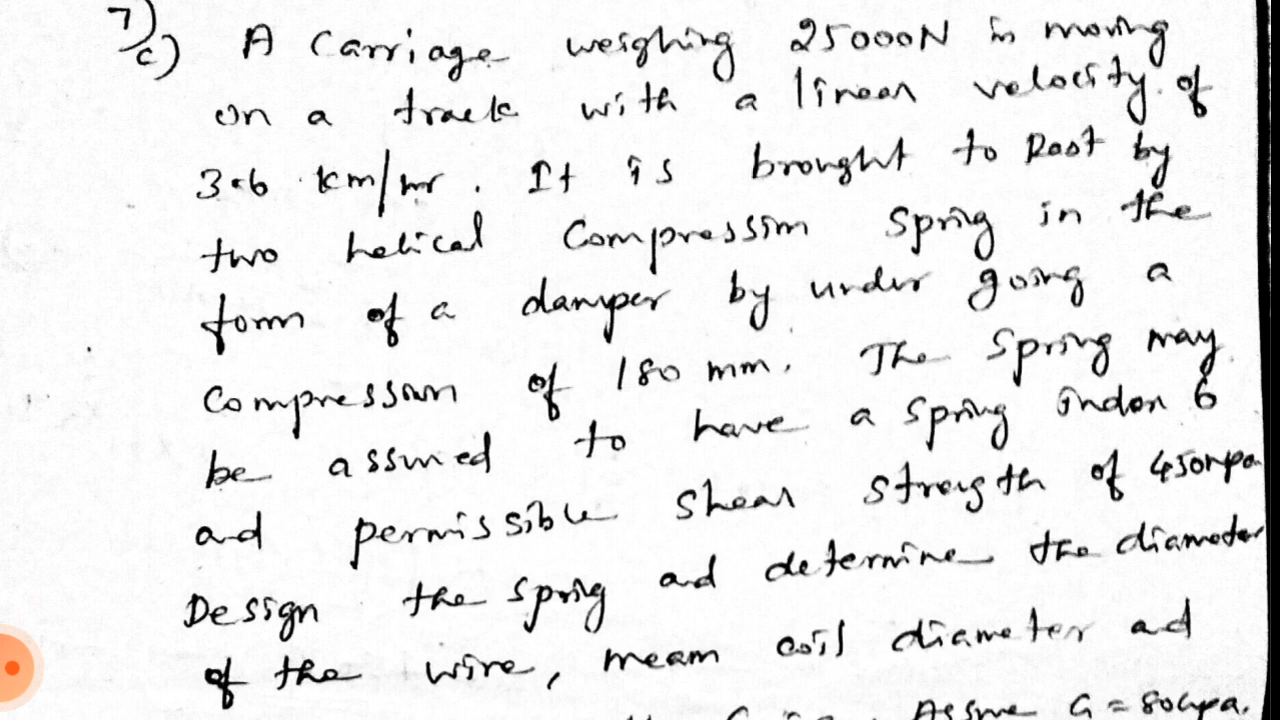 7)
c) A Carriage weighing 25000N is moving
on a track with a linear velocity of
3.6 km/hr. It is brought to Rest by
two helical Compression Spring in the
form of a damper by under going a
Compression of 180 mm. The Spring may
be assumed to have a spring index 6
and permissible shear strength of 450Mpa
Design the spring and determine the diameter
of the wire, mean coil diameter and
Assume G = 80Gpa.